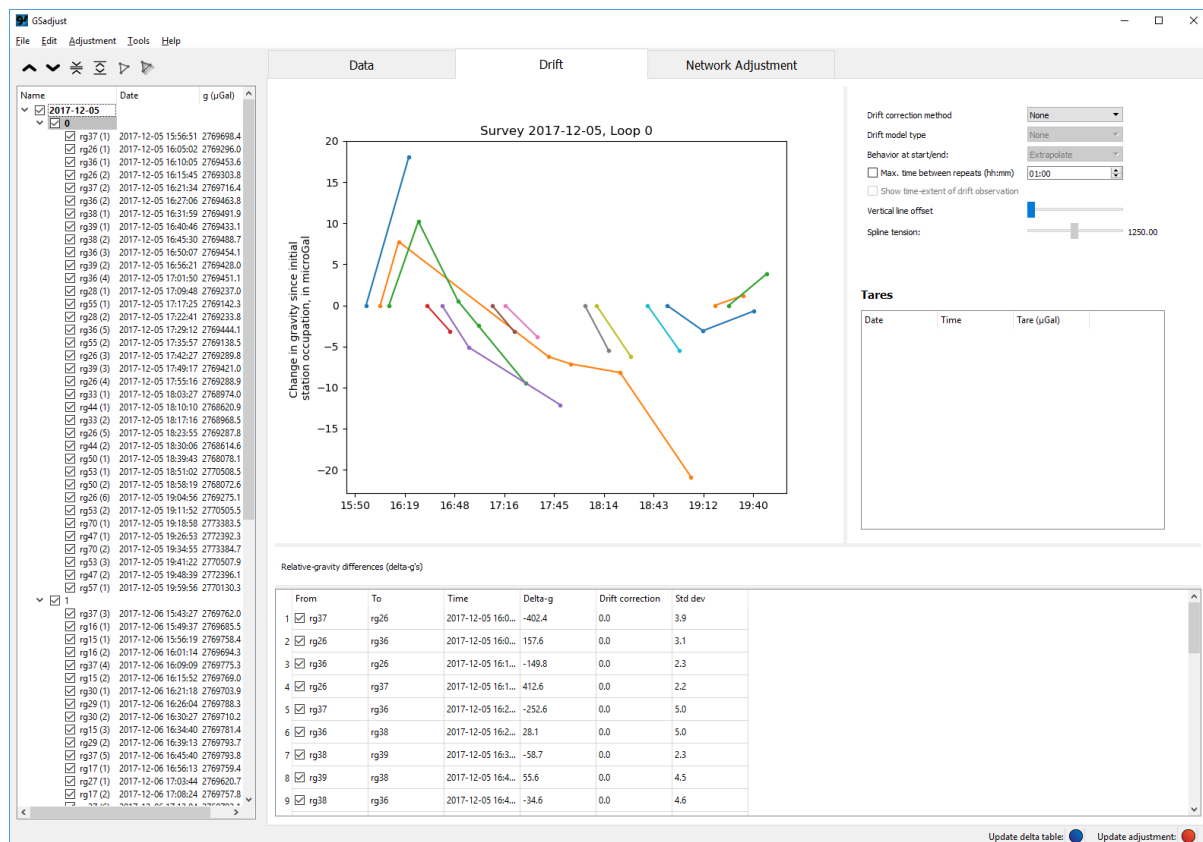 GSadjust
File Edit Adjustment Tools Help
Data Drift Network Adjustment
Name Date g (μGal)
2017-12-05
0
rg37 (1) 2017-12-05 15:56:51 2769698.4
rg26 (1) 2017-12-05 16:05:02 2769296.0
rg36 (1) 2017-12-05 16:10:05 2769453.6
rg26 (2) 2017-12-05 16:15:45 2769303.8
rg37 (2) 2017-12-05 16:21:34 2769716.4
rg36 (2) 2017-12-05 16:27:06 2769463.8
rg38 (1) 2017-12-05 16:31:59 2769491.9
rg39 (1) 2017-12-05 16:40:46 2769433.1
rg38 (2) 2017-12-05 16:45:30 2769488.7
rg36 (3) 2017-12-05 16:50:07 2769454.1
rg39 (2) 2017-12-05 16:56:21 2769428.0
rg36 (4) 2017-12-05 17:01:50 2769451.1
rg28 (1) 2017-12-05 17:09:48 2769237.0
rg55 (1) 2017-12-05 17:17:25 2769142.3
rg28 (2) 2017-12-05 17:22:41 2769233.8
rg36 (5) 2017-12-05 17:29:12 2769444.1
rg55 (2) 2017-12-05 17:35:57 2769138.5
rg26 (3) 2017-12-05 17:42:27 2769289.8
rg39 (3) 2017-12-05 17:49:17 2769421.0
rg26 (4) 2017-12-05 17:55:16 2769288.9
rg33 (1) 2017-12-05 18:03:27 2768974.0
rg44 (1) 2017-12-05 18:10:10 2768620.9
rg33 (2) 2017-12-05 18:17:16 2768968.5
rg26 (5) 2017-12-05 18:23:55 2769287.8
rg44 (2) 2017-12-05 18:30:06 2768614.6
rg50 (1) 2017-12-05 18:39:43 2768078.1
rg53 (1) 2017-12-05 18:51:02 2770508.5
rg50 (2) 2017-12-05 18:58:19 2768072.6
rg26 (6) 2017-12-05 19:04:56 2769275.1
rg53 (2) 2017-12-05 19:11:52 2770505.5
rg70 (1) 2017-12-05 19:18:58 2773383.5
rg47 (1) 2017-12-05 19:26:53 2772392.3
rg70 (2) 2017-12-05 19:34:55 2773384.7
rg53 (3) 2017-12-05 19:41:22 2770507.9
rg47 (2) 2017-12-05 19:48:39 2772396.1
rg57 (1) 2017-12-05 19:59:56 2770130.3
1
rg37 (3) 2017-12-06 15:43:27 2769762.0
rg16 (1) 2017-12-06 15:49:37 2769685.5
rg15 (1) 2017-12-06 15:56:19 2769758.4
rg16 (2) 2017-12-06 16:01:14 2769694.3
rg37 (4) 2017-12-06 16:09:09 2769775.3
rg15 (2) 2017-12-06 16:15:52 2769769.0
rg30 (1) 2017-12-06 16:21:18 2769703.9
rg29 (1) 2017-12-06 16:26:04 2769788.3
rg30 (2) 2017-12-06 16:30:27 2769710.2
rg15 (3) 2017-12-06 16:34:40 2769781.4
rg29 (2) 2017-12-06 16:39:13 2769793.7
rg37 (5) 2017-12-06 16:45:40 2769793.8
rg17 (1) 2017-12-06 16:56:13 2769759.4
rg27 (1) 2017-12-06 17:03:44 2769620.7
rg17 (2) 2017-12-06 17:08:24 2769757.8
Survey 2017-12-05, Loop 0
Change in gravity since initial
station occupation, in microGal
20
15
10
5
0
−5
−10
−15
−20
15:50 16:19 16:48 17:16 17:45 18:14 18:43 19:12 19:40
Drift correction method None
Drift model type None
Behavior at start/end: Extrapolate
Max. time between repeats (hh:mm) 01:00
Show time-extent of drift observation
Vertical line offset
Spline tension: 1250.00
Tares
Date Time Tare (μGal)
Relative-gravity differences (delta-g's)
From To Time Delta-g Drift correction Std dev
1 rg37 rg26 2017-12-05 16:0... -402.4 0.0 3.9
2 rg26 rg36 2017-12-05 16:0... 157.6 0.0 3.1
3 rg36 rg26 2017-12-05 16:1... -149.8 0.0 2.3
4 rg26 rg37 2017-12-05 16:1... 412.6 0.0 2.2
5 rg37 rg36 2017-12-05 16:2... -252.6 0.0 5.0
6 rg36 rg38 2017-12-05 16:2... 28.1 0.0 5.0
7 rg38 rg39 2017-12-05 16:3... -58.7 0.0 2.3
8 rg39 rg38 2017-12-05 16:4... 55.6 0.0 4.5
9 rg38 rg36 2017-12-05 16:4... -34.6 0.0 4.6
Update delta table: Update adjustment: